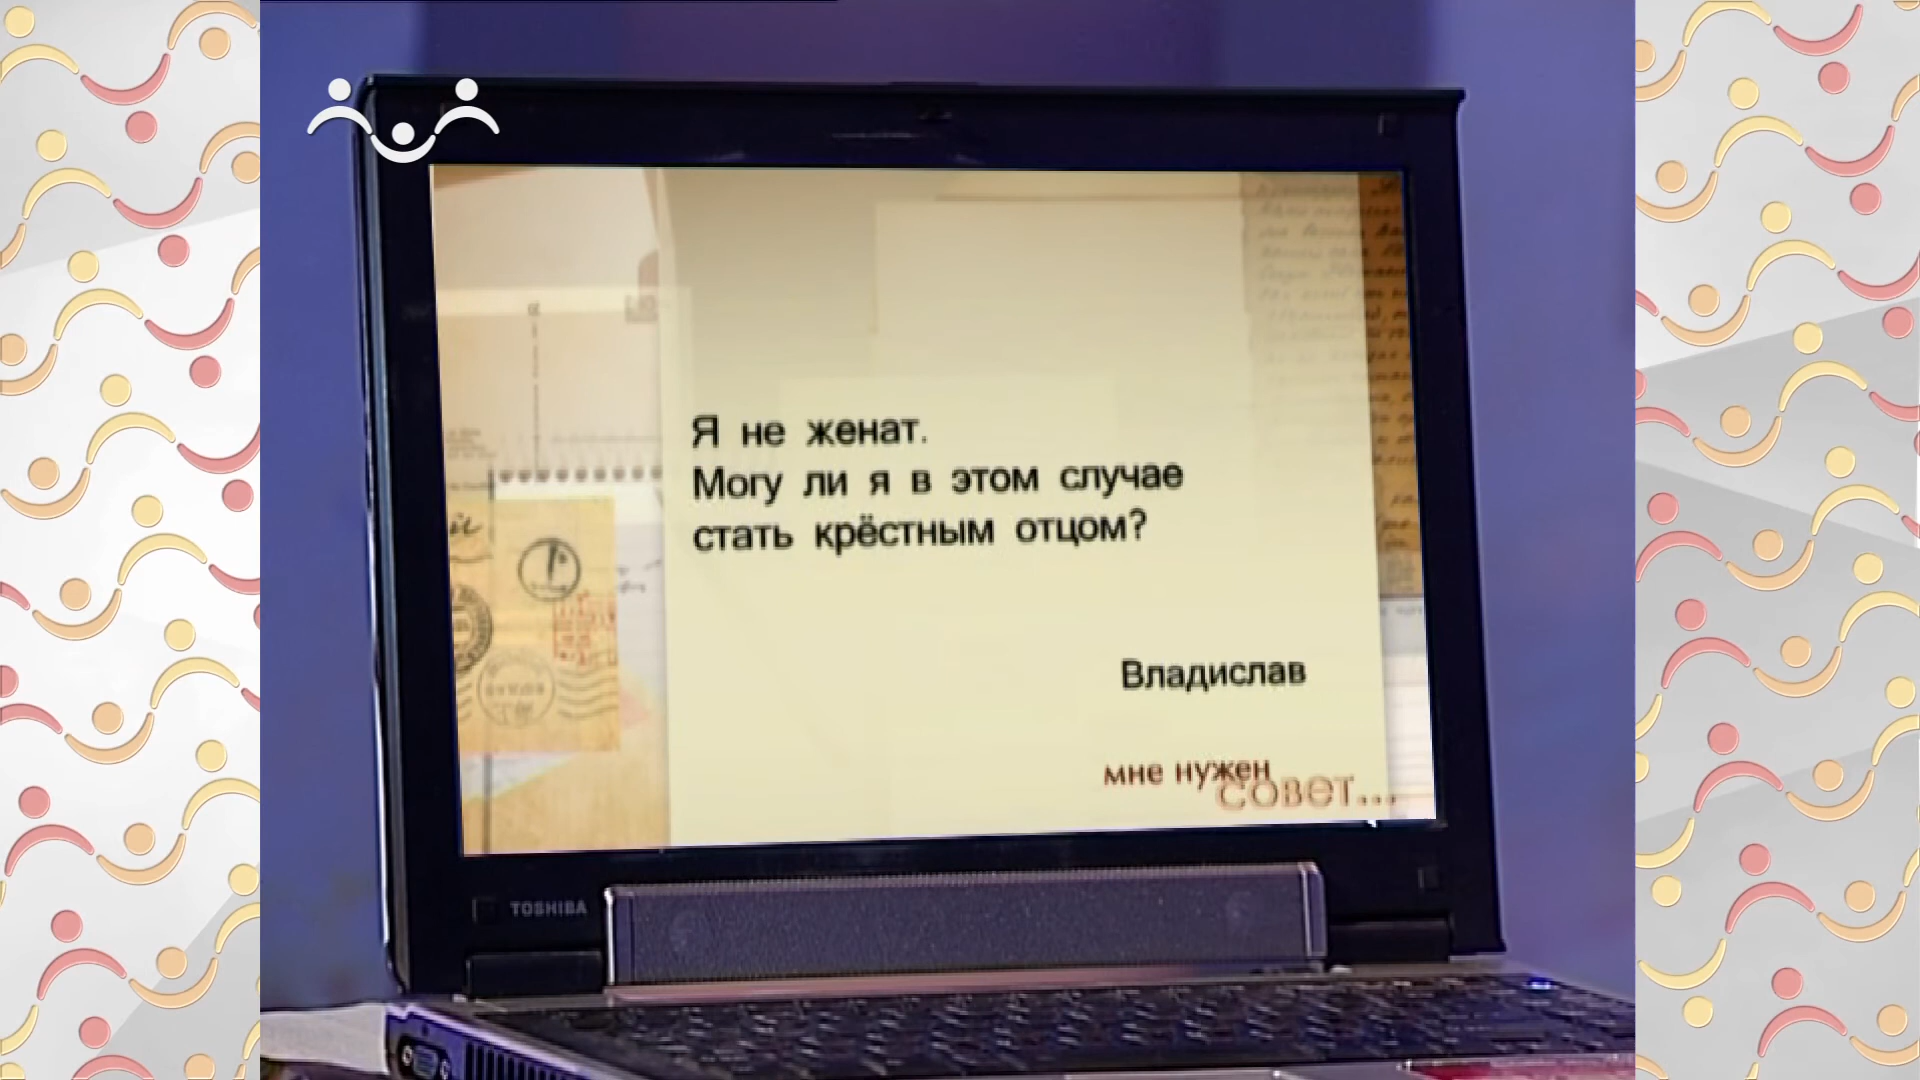 Я не женат.
Могу ли я в этом случае
стать крёстным отцом?
Владислав
мне нужен
совет...
TOSHIBA